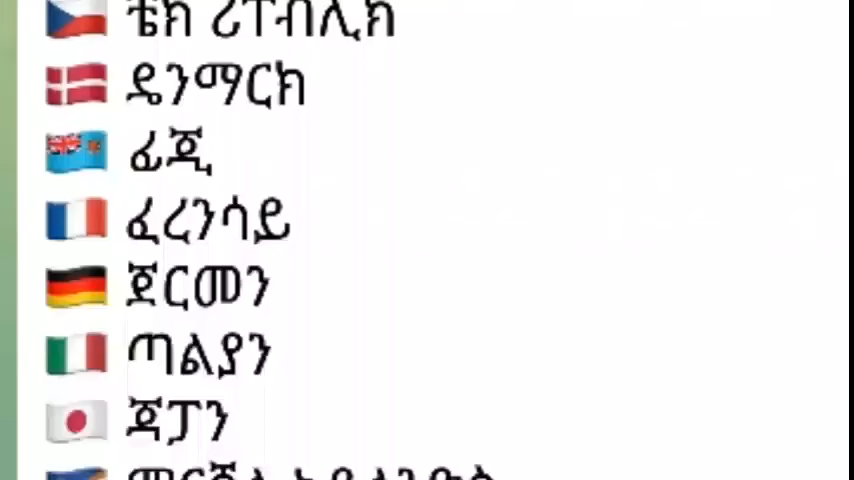 🇨🇿 ቼክ ሪፐብሊክ
🇩🇰 ዴንማርክ
🇫🇯 ፊጂ
🇫🇷 ፈረንሳይ
🇩🇪 ጀርመን
🇮🇹 ጣልያን
🇯🇵 ጃፓን